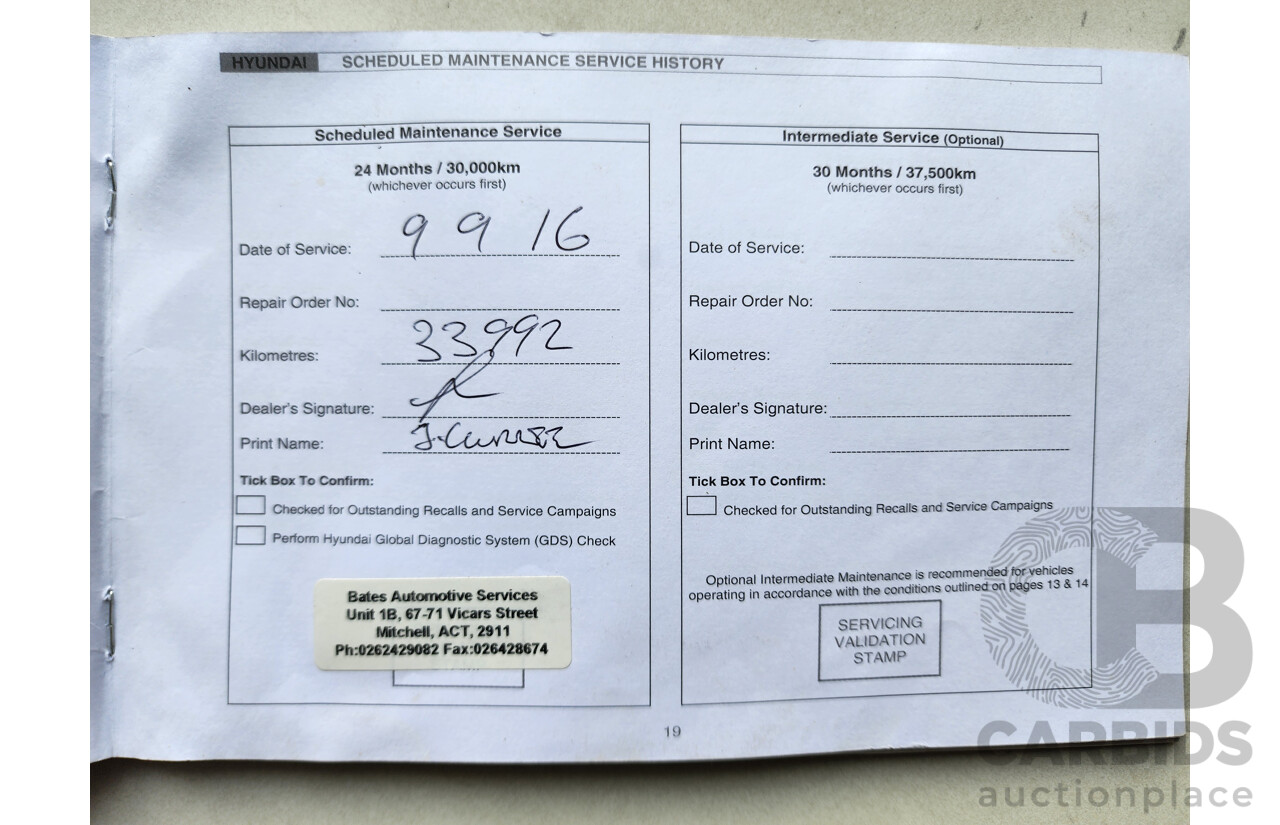 HYUNDAI SCHEDULED MAINTENANCE SERVICE HISTORY
Scheduled Maintenance Service
24 Months / 30,000km
(whichever occurs first)
Date of Service: 9 9 16
Repair Order No:
Kilometres: 33992
Dealer's Signature:
Print Name:
Tick Box To Confirm:
Checked for Outstanding Recalls and Service Campaigns
Perform Hyundai Global Diagnostic System (GDS) Check
Bates Automotive Services
Unit 1B, 67-71 Vicars Street
Mitchell, ACT, 2911
Ph:0262429082 Fax:026428674
Intermediate Service (Optional)
30 Months / 37,500km
(whichever occurs first)
Date of Service:
Repair Order No:
Kilometres:
Dealer's Signature:
Print Name:
Tick Box To Confirm:
Checked for Outstanding Recalls and Service Campaigns
Optional Intermediate Maintenance is recommended for vehicles
operating in accordance with the conditions outlined on pages 13 & 14
SERVICING
VALIDATION
STAMP
19
CB
CARBIDS
auctionplace